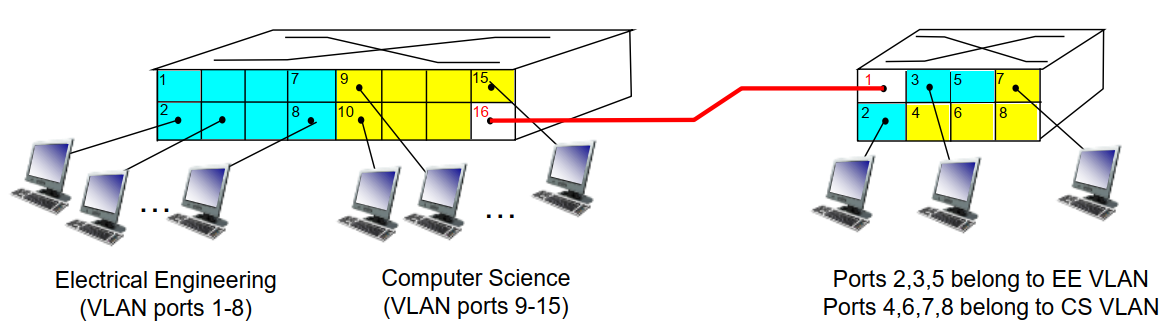 1 7 9 15
2 8 10 16
1 3 5 7
2 4 6 8
...
...
Electrical Engineering
(VLAN ports 1-8)
Computer Science
(VLAN ports 9-15)
Ports 2,3,5 belong to EE VLAN
Ports 4,6,7,8 belong to CS VLAN